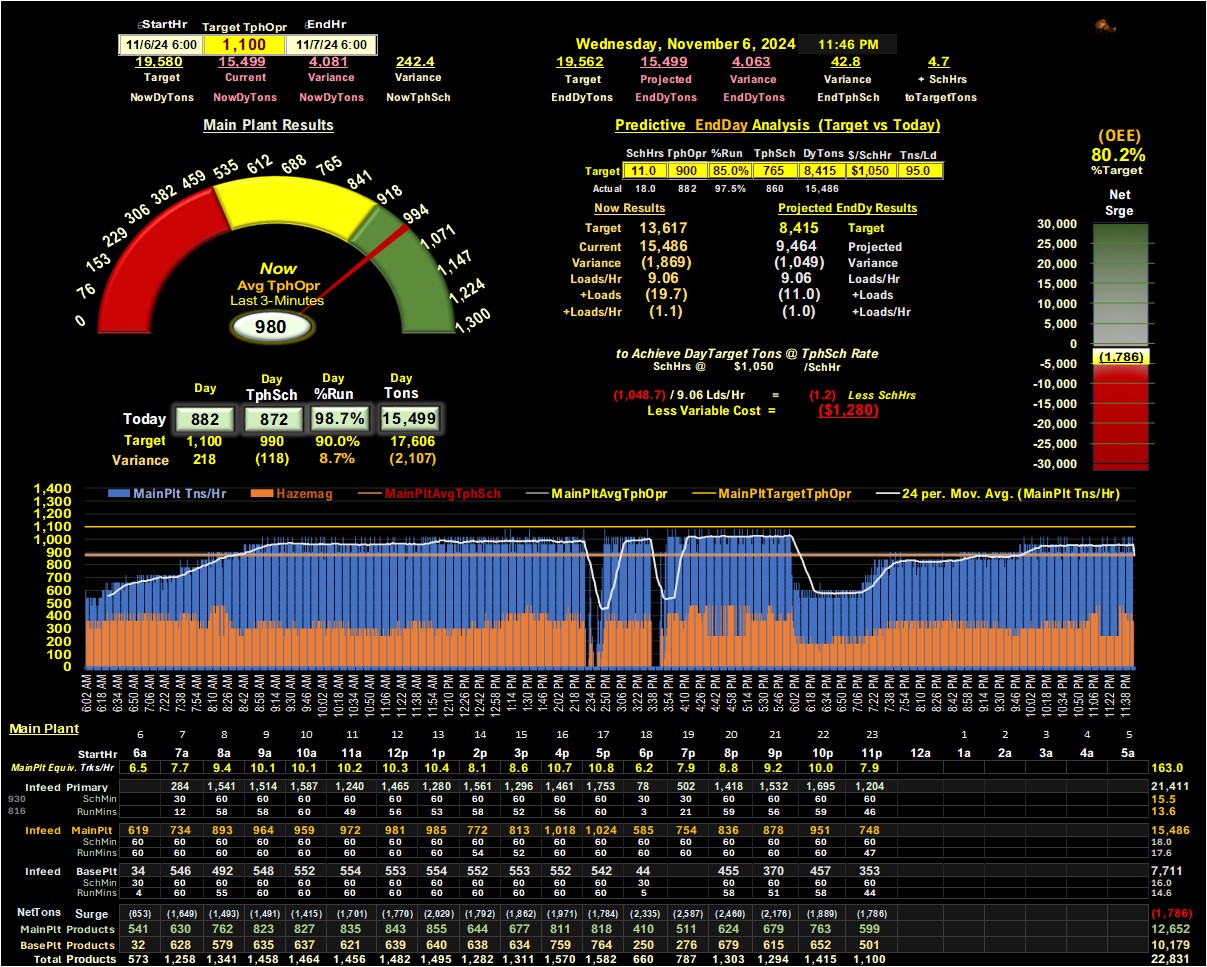 StartHr Target TphOpr EndHr
11/6/24 6:00 1,100 11/7/24 6:00
19,580 15,499 4,081 242.4
Target Current Variance Variance
NowDyTons NowDyTons NowDyTons NowTphSch
Wednesday, November 6, 2024 11:46 PM
19,562 15,499 4,063 42.8 4.7
Target Projected Variance Variance + SchHrs
EndDyTons EndDyTons EndDyTons EndTphSch toTargetTons
Main Plant Results
0 76 153 229 306 382 459 535 612 688 765 841 918 994 1,071 1,147 1,224 1,300
Now
Avg TphOpr
Last 3-Minutes
980
Day Day Day Day
TphSch %Run Tons
Today 882 872 98.7% 15,499
Target 1,100 990 90.0% 17,606
Variance 218 (118) 8.7% (2,107)
Predictive EndDay Analysis (Target vs Today)
SchHrs TphOpr %Run TphSch DyTons $/SchHr Tns/Ld
Target 11.0 900 85.0% 765 8,415 $1,050 95.0
Actual 18.0 882 97.5% 860 15,486
Now Results Projected EndDy Results
Target 13,617 8,415 Target
Current 15,486 9,464 Projected
Variance (1,869) (1,049) Variance
Loads/Hr 9.06 9.06 Loads/Hr
+Loads (19.7) (11.0) +Loads
+Loads/Hr (1.1) (1.0) +Loads/Hr
to Achieve DayTarget Tons @ TphSch Rate
SchHrs @ $1,050 /SchHr
(1,048.7) / 9.06 Lds/Hr = (1.2) Less SchHrs
Less Variable Cost = ($1,280)
(OEE)
80.2%
%Target
Net
Srge
30,000
25,000
20,000
15,000
10,000
5,000
0
(1,786)
-5,000
-10,000
-15,000
-20,000
-25,000
-30,000
MainPlt Tns/Hr Hazemag MainPltAvgTphSch MainPltAvgTphOpr MainPltTargetTphOpr 24 per. Mov. Avg. (MainPlt Tns/Hr)
1,400
1,300
1,200
1,100
1,000
900
800
700
600
500
400
300
200
100
0
6:02 AM 6:18 AM 6:34 AM 6:50 AM 7:06 AM 7:22 AM 7:38 AM 7:54 AM 8:10 AM 8:26 AM 8:42 AM 8:58 AM 9:14 AM 9:30 AM 9:46 AM 10:02 AM 10:18 AM 10:34 AM 10:50 AM 11:06 AM 11:22 AM 11:38 AM 11:54 AM 12:10 PM 12:26 PM 12:42 PM 12:58 PM 1:14 PM 1:30 PM 1:46 PM 2:02 PM 2:18 PM 2:34 PM 2:50 PM 3:06 PM 3:22 PM 3:38 PM 3:54 PM 4:10 PM 4:26 PM 4:42 PM 4:58 PM 5:14 PM 5:30 PM 5:46 PM 6:02 PM 6:18 PM 6:34 PM 6:50 PM 7:06 PM 7:22 PM 7:38 PM 7:54 PM 8:10 PM 8:26 PM 8:42 PM 8:58 PM 9:14 PM 9:30 PM 9:46 PM 10:02 PM 10:18 PM 10:34 PM 10:50 PM 11:06 PM 11:22 PM 11:38 PM
Main Plant
6 7 8 9 10 11 12 13 14 15 16 17 18 19 20 21 22 23 1 2 3 4 5
StartHr 6a 7a 8a 9a 10a 11a 12p 1p 2p 3p 4p 5p 6p 7p 8p 9p 10p 11p 12a 1a 2a 3a 4a 5a
MainPlt Equiv. Trks/Hr 6.5 7.7 9.4 10.1 10.1 10.2 10.3 10.4 8.1 8.6 10.7 10.8 6.2 7.9 8.8 9.2 10.0 7.9 163.0
Infeed Primary 284 1,541 1,514 1,587 1,240 1,465 1,280 1,561 1,296 1,461 1,753 78 502 1,418 1,532 1,695 1,204 21,411
930 SchMin 30 60 60 60 60 60 60 60 60 60 60 30 30 60 60 60 60 15.5
816 RunMins 12 58 58 60 49 56 53 58 52 56 60 3 21 59 56 59 46 13.6
Infeed MainPlt 619 734 893 964 959 972 981 985 772 813 1,018 1,024 585 754 836 878 951 748 15,486
SchMin 60 60 60 60 60 60 60 60 60 60 60 60 60 60 60 60 60 60 18.0
RunMins 60 60 60 60 60 60 60 60 54 52 60 60 60 60 60 60 60 47 17.6
Infeed BasePlt 34 546 492 548 552 554 553 554 552 553 552 542 44 455 370 457 353 7,711
SchMin 30 60 60 60 60 60 60 60 60 60 60 60 30 60 60 60 60 16.0
RunMins 4 60 55 60 60 60 60 60 60 60 60 60 5 58 51 58 44 14.6
NetTons Surge (653) (1,649) (1,493) (1,491) (1,415) (1,701) (1,770) (2,029) (1,792) (1,862) (1,971) (1,784) (2,335) (2,587) (2,460) (2,176) (1,889) (1,786) (1,786)
MainPlt Products 541 630 762 823 827 835 843 855 644 677 811 818 410 511 624 679 763 599 12,652
BasePlt Products 32 628 579 635 637 621 639 640 638 634 759 764 250 276 679 615 652 501 10,179
Total Products 573 1,258 1,341 1,458 1,464 1,456 1,482 1,495 1,282 1,311 1,570 1,582 660 787 1,303 1,294 1,415 1,100 22,831